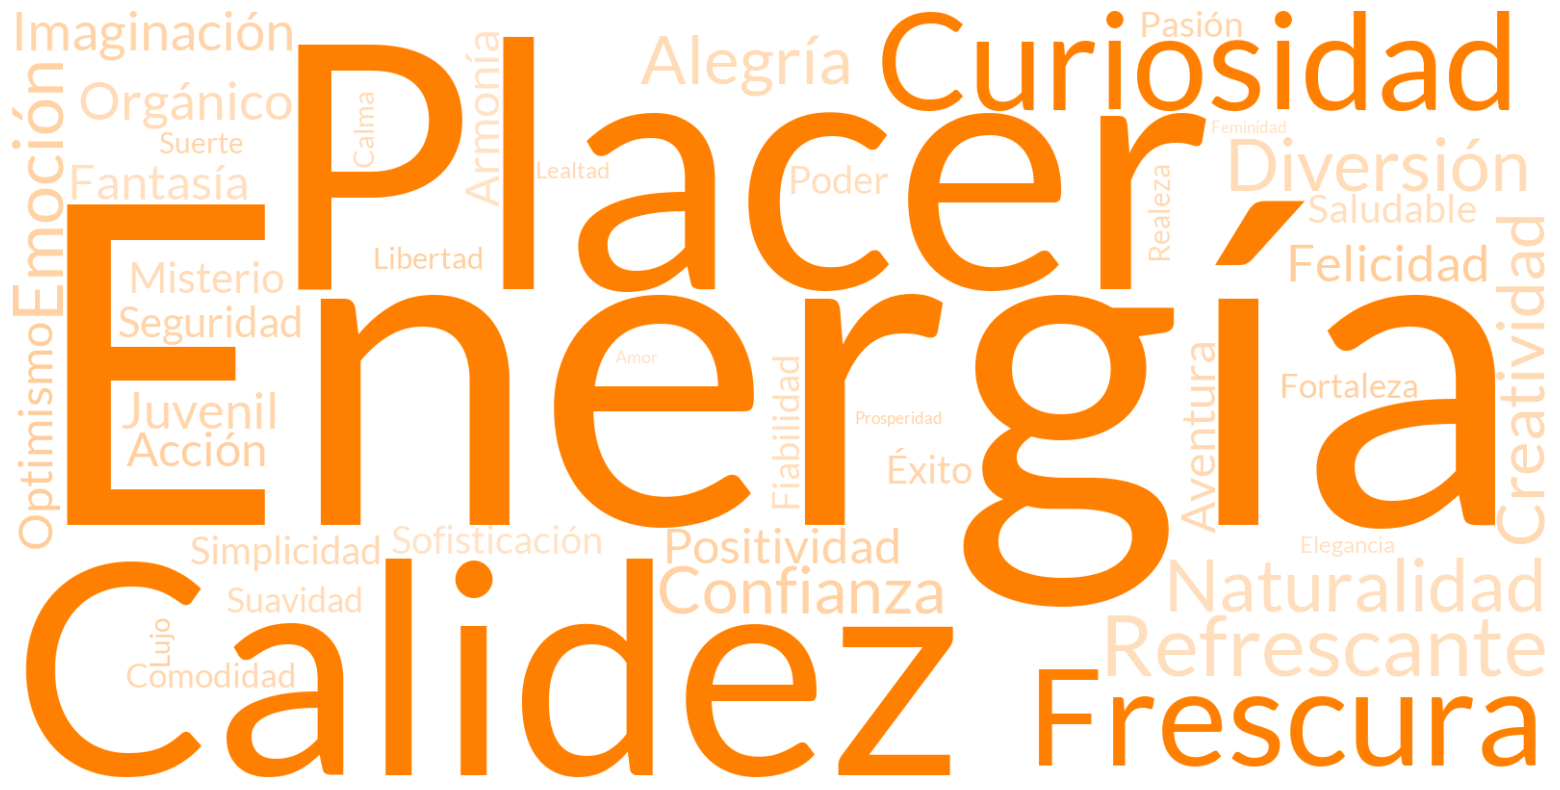 Imaginación
Placer
Armonía
Alegría
Curiosidad
Pasión
Emoción
Orgánico
Calma
Suerte
Lealtad
Poder
Feminidad
Realeza
Diversión
Fantasía
Saludable
Energía
Misterio
Libertad
Felicidad
Creatividad
Seguridad
Optimismo
Amor
Fiabilidad
Aventura
Fortaleza
Juvenil
Prosperidad
Acción
Éxito
Simplicidad
Sofisticación
Positividad
Elegancia
Calidez
Confianza
Naturalidad
Suavidad
Lujo
Refrescante
Comodidad
Frescura